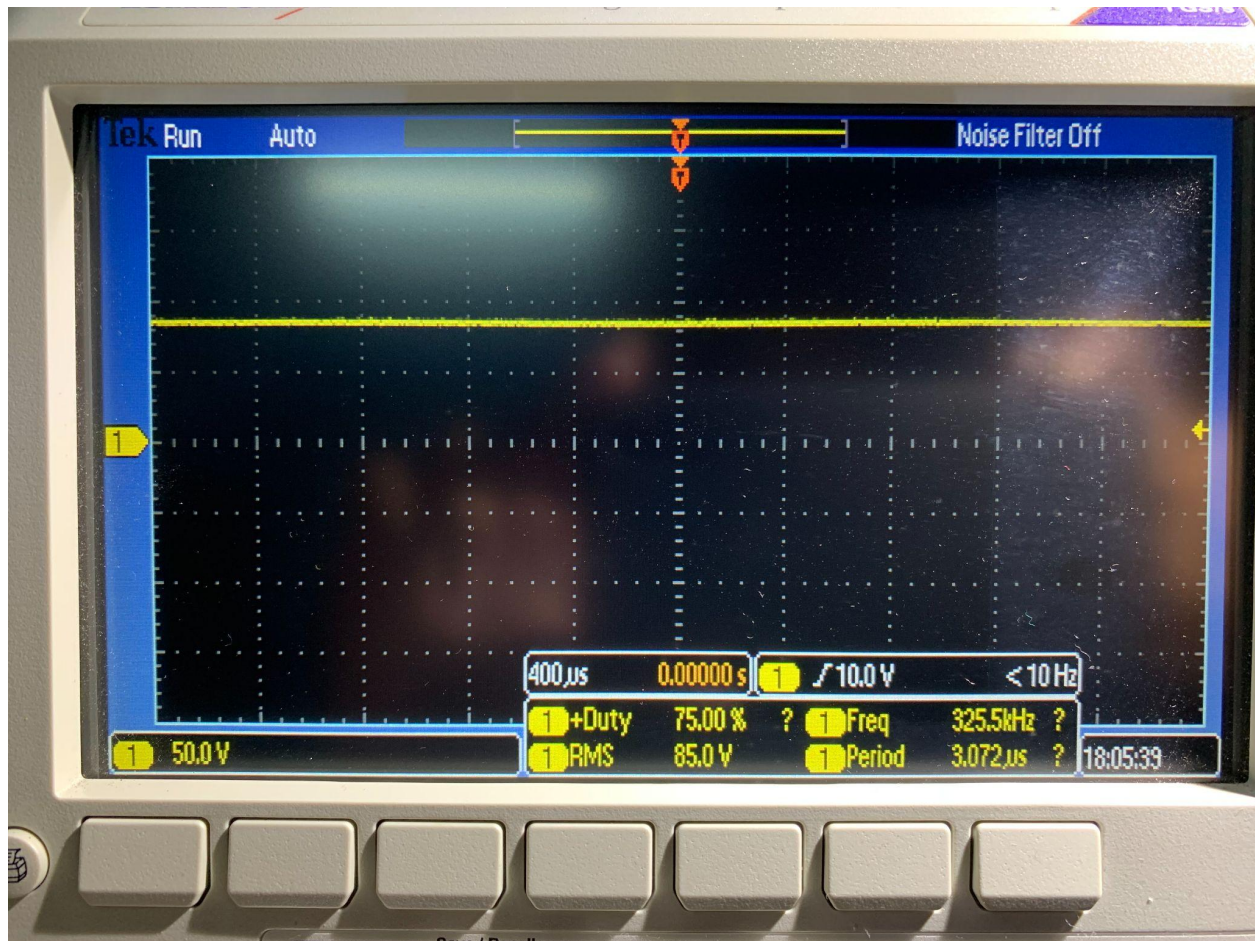 Tek Run Auto Noise Filter Off
T
T
1
400µs 0.00000 s 1 10.0 V <10 Hz
1 +Duty 75.00 % ? 1 Freq 325.5kHz ?
1 50.0 V 1 RMS 85.0 V 1 Period 3.072µs ? 18:05:39